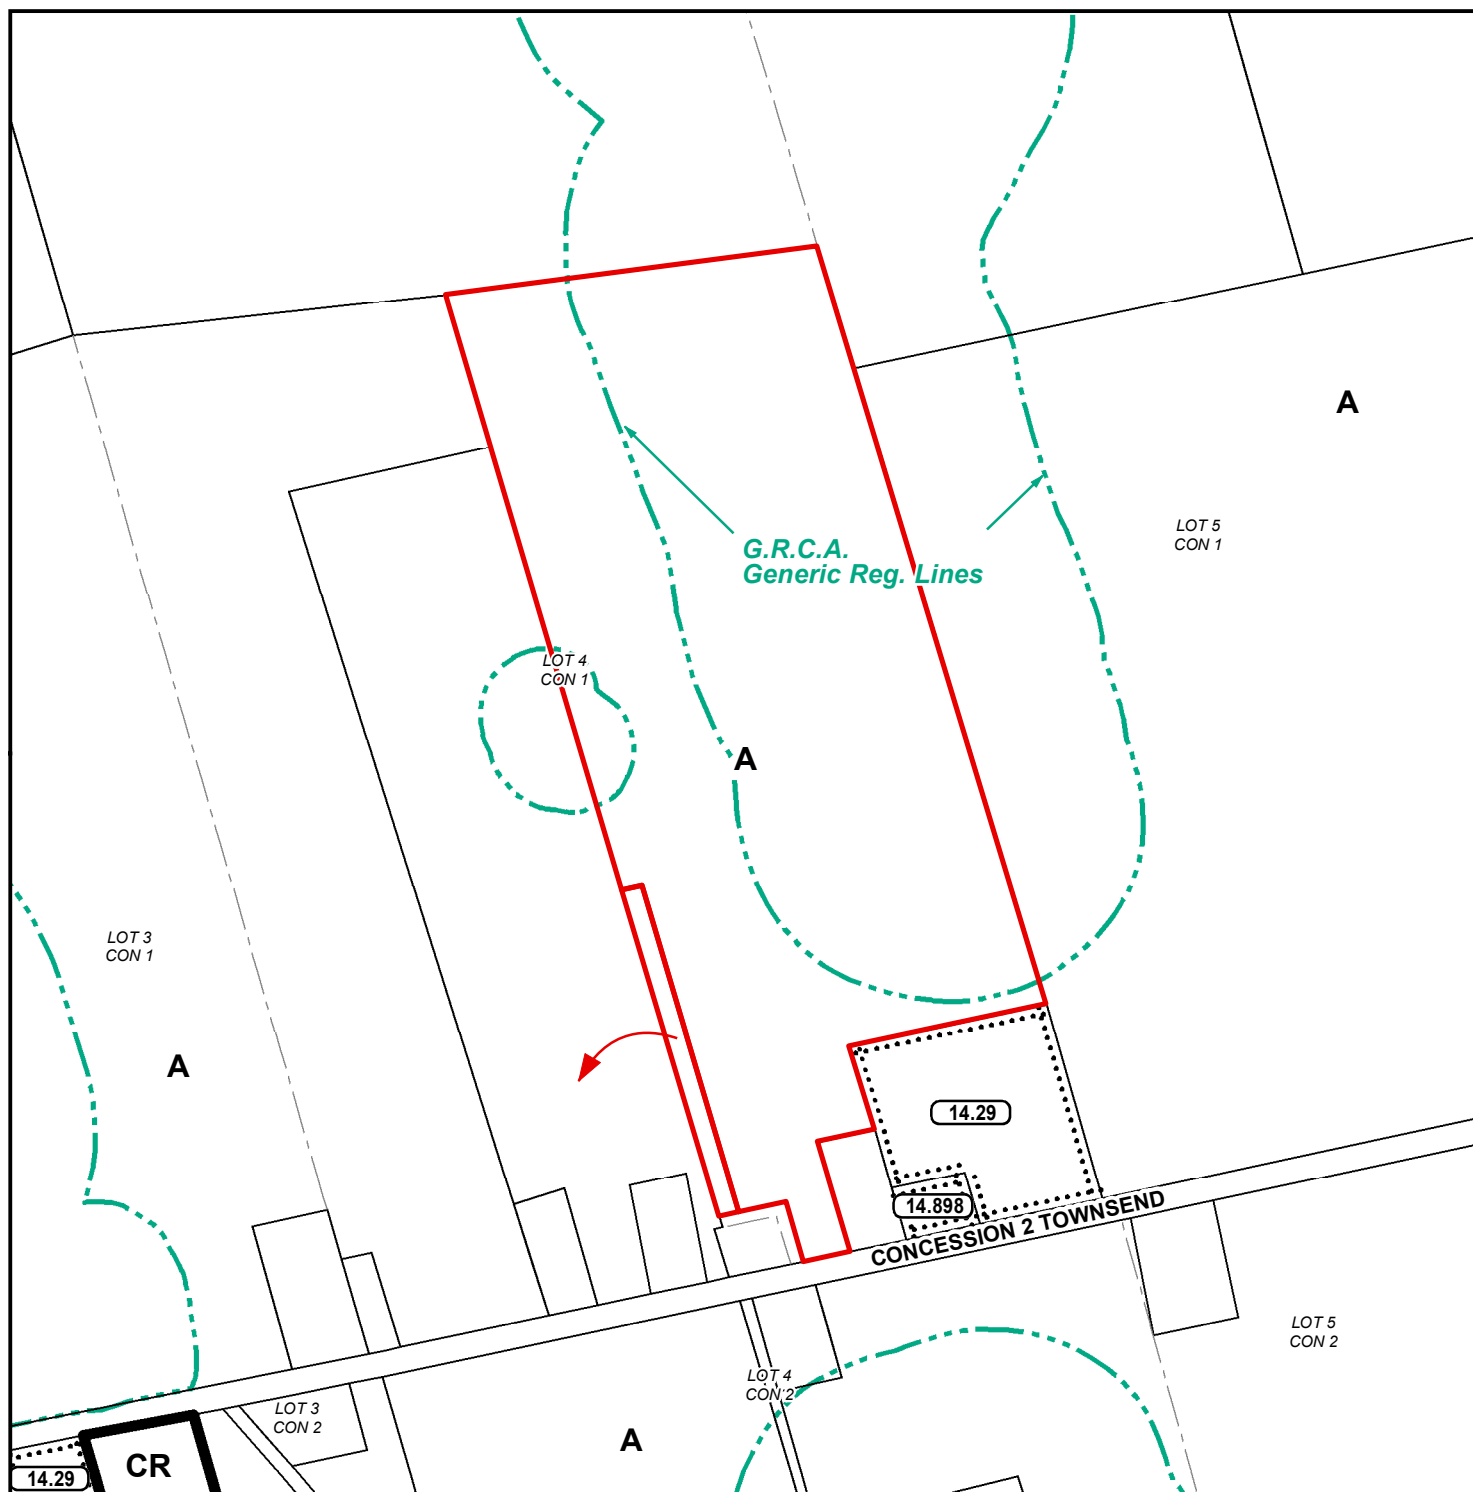 A
LOT 5
CON 1
G.R.C.A.
Generic Reg. Lines
LOT 4
CON 1
A
LOT 3
CON 1
A
14.29
14.898
CONCESSION 2 TOWNSEND
LOT 5
CON 2
LOT 4
CON 2
LOT 3
CON 2
A
CR
14.29